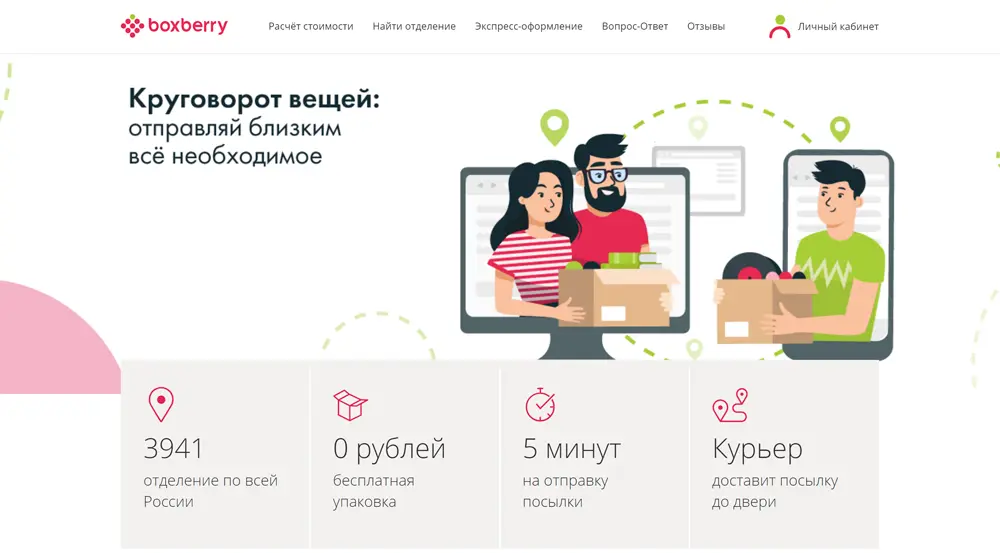 boxberry
Расчёт стоимости
Найти отделение
Экспресс-оформление
Вопрос-Ответ
Отзывы
Личный кабинет
Круговорот вещей:
отправляй близким
всё необходимое
3941
отделение по всей
России
0 рублей
бесплатная
упаковка
5 минут
на отправку
посылки
Курьер
доставит посылку
до двери